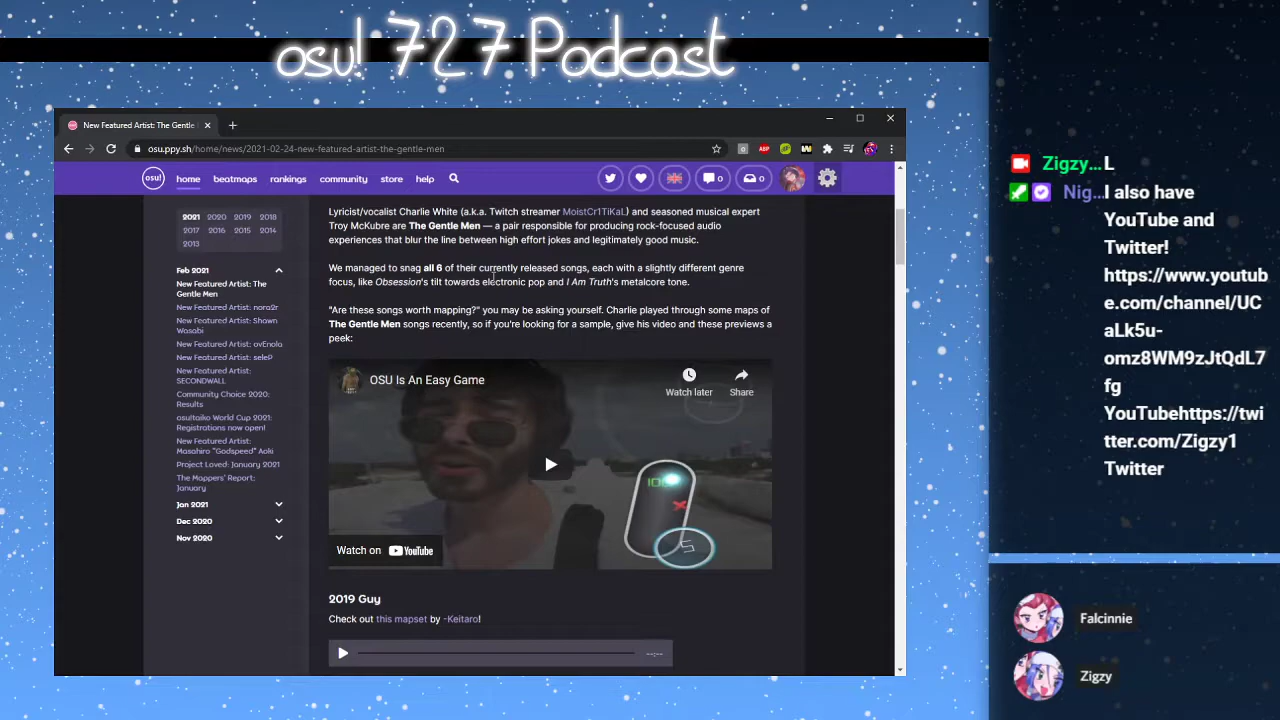 osu! 727 Podcast
New Featured Artist: The Gentle
osu.ppy.sh/home/news/2021-02-24-new-featured-artist-the-gentle-men
ABP
osu!
home
beatmaps
rankings
community
store
help
0
0
2021 2020 2019 2018
2017 2016 2015 2014
2013
Feb 2021
New Featured Artist: The
Gentle Men
New Featured Artist: nora2r
New Featured Artist: Shawn
Wasabi
New Featured Artist: ovEnola
New Featured Artist: seleP
New Featured Artist:
SECONDWALL
Community Choice 2020:
Results
osu!taiko World Cup 2021:
Registrations now open!
New Featured Artist:
Masahiro "Godspeed" Aoki
Project Loved: January 2021
The Mappers' Report:
January
Jan 2021
Dec 2020
Nov 2020
Lyricist/vocalist Charlie White (a.k.a. Twitch streamer MoistCr1TiKaL) and seasoned musical expert
Troy McKubre are The Gentle Men — a pair responsible for producing rock-focused audio
experiences that blur the line between high effort jokes and legitimately good music.
We managed to snag all 6 of their currently released songs, each with a slightly different genre
focus, like Obsession's tilt towards electronic pop and I Am Truth's metalcore tone.
"Are these songs worth mapping?" you may be asking yourself. Charlie played through some maps of
The Gentle Men songs recently, so if you're looking for a sample, give his video and these previews a
peek:
OSU Is An Easy Game
Watch later
Share
Watch on YouTube
2019 Guy
Check out this mapset by -Keitaro!
--:--
Zigzy... L
Nig... I also have
YouTube and
Twitter!
https://www.youtub
e.com/channel/UC
aLk5u-
omz8WM9zJtQdL7
fg
YouTubehttps://twi
tter.com/Zigzy1
Twitter
Falcinnie
Zigzy